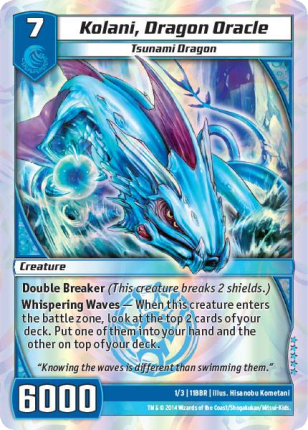 7
Kolani, Dragon Oracle
Tsunami Dragon
Creature
Double Breaker (This creature breaks 2 shields.)
Whispering Waves — When this creature enters
the battle zone, look at the top 2 cards of your
deck. Put one of them into your hand and the
other on top of your deck.
"Knowing the waves is different than swimming them."
6000
1/3 | 11BBR | Illus. Hisanobu Kometani
TM & © 2014 Wizards of the Coast/Shogakukan/Mitsui-Kids.